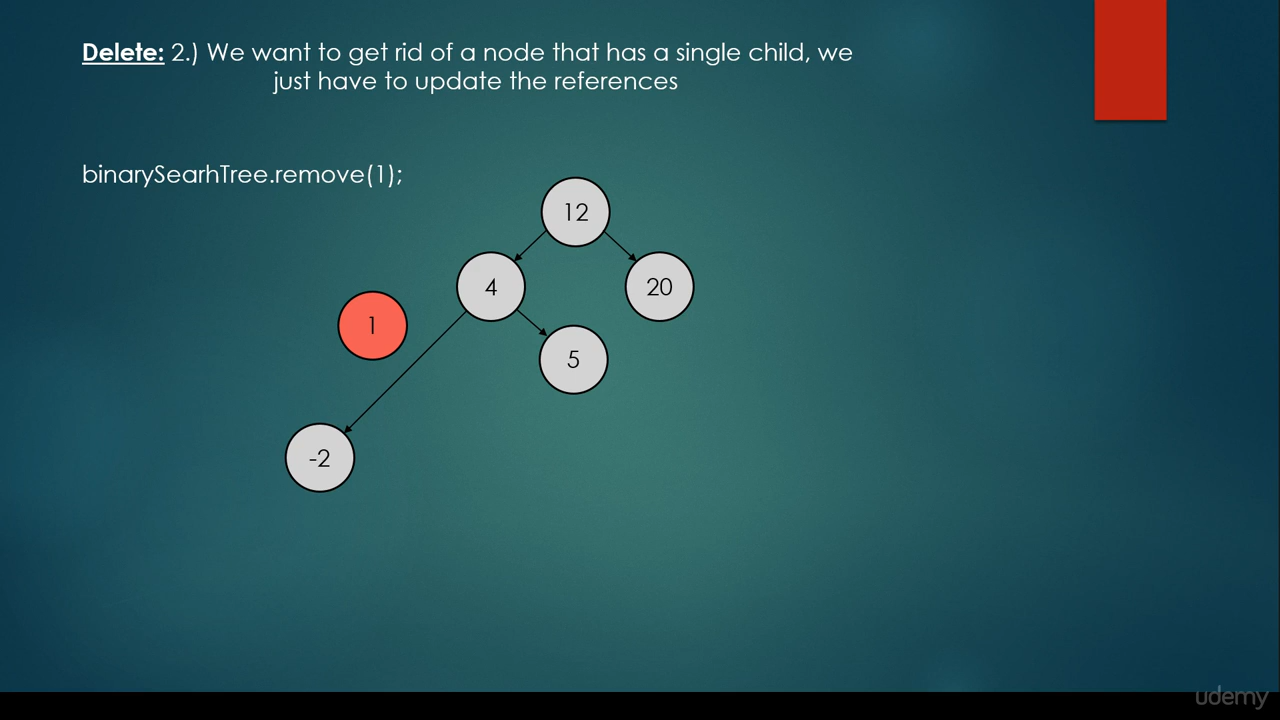 Delete: 2.) We want to get rid of a node that has a single child, we
just have to update the references
binarySearhTree.remove(1);
12
4
20
1
5
-2
udemy